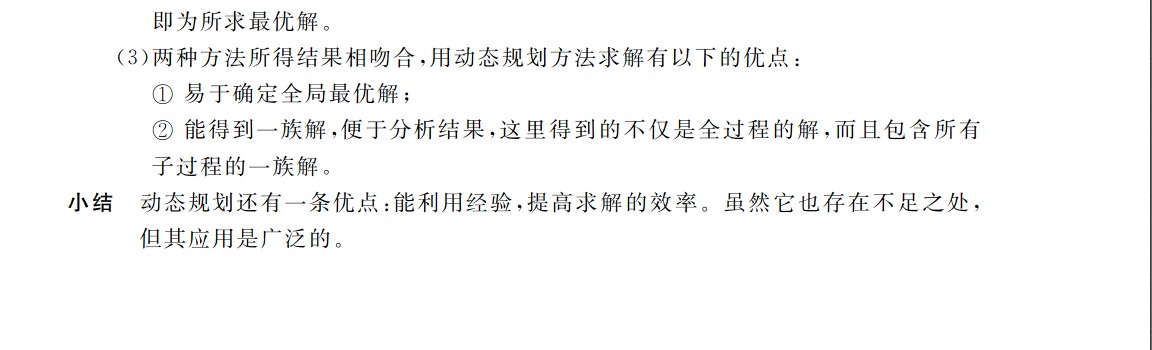 即为所求最优解。
(3)两种方法所得结果相吻合,用动态规划方法求解有以下的优点:
① 易于确定全局最优解;
② 能得到一族解,便于分析结果,这里得到的不仅是全过程的解,而且包含所有
子过程的一族解。
小结 动态规划还有一条优点:能利用经验,提高求解的效率。虽然它也存在不足之处,
但其应用是广泛的。